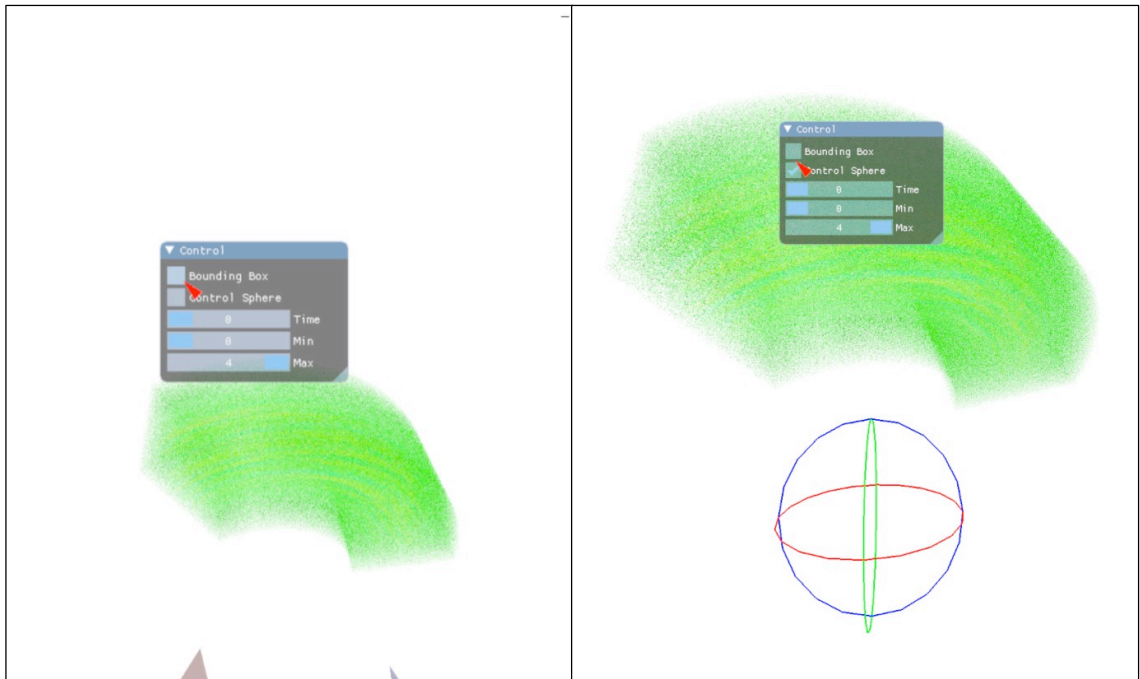 Control
Bounding Box
Control Sphere
0 Time
0 Min
4 Max
Control
Bounding Box
Control Sphere
0 Time
0 Min
4 Max